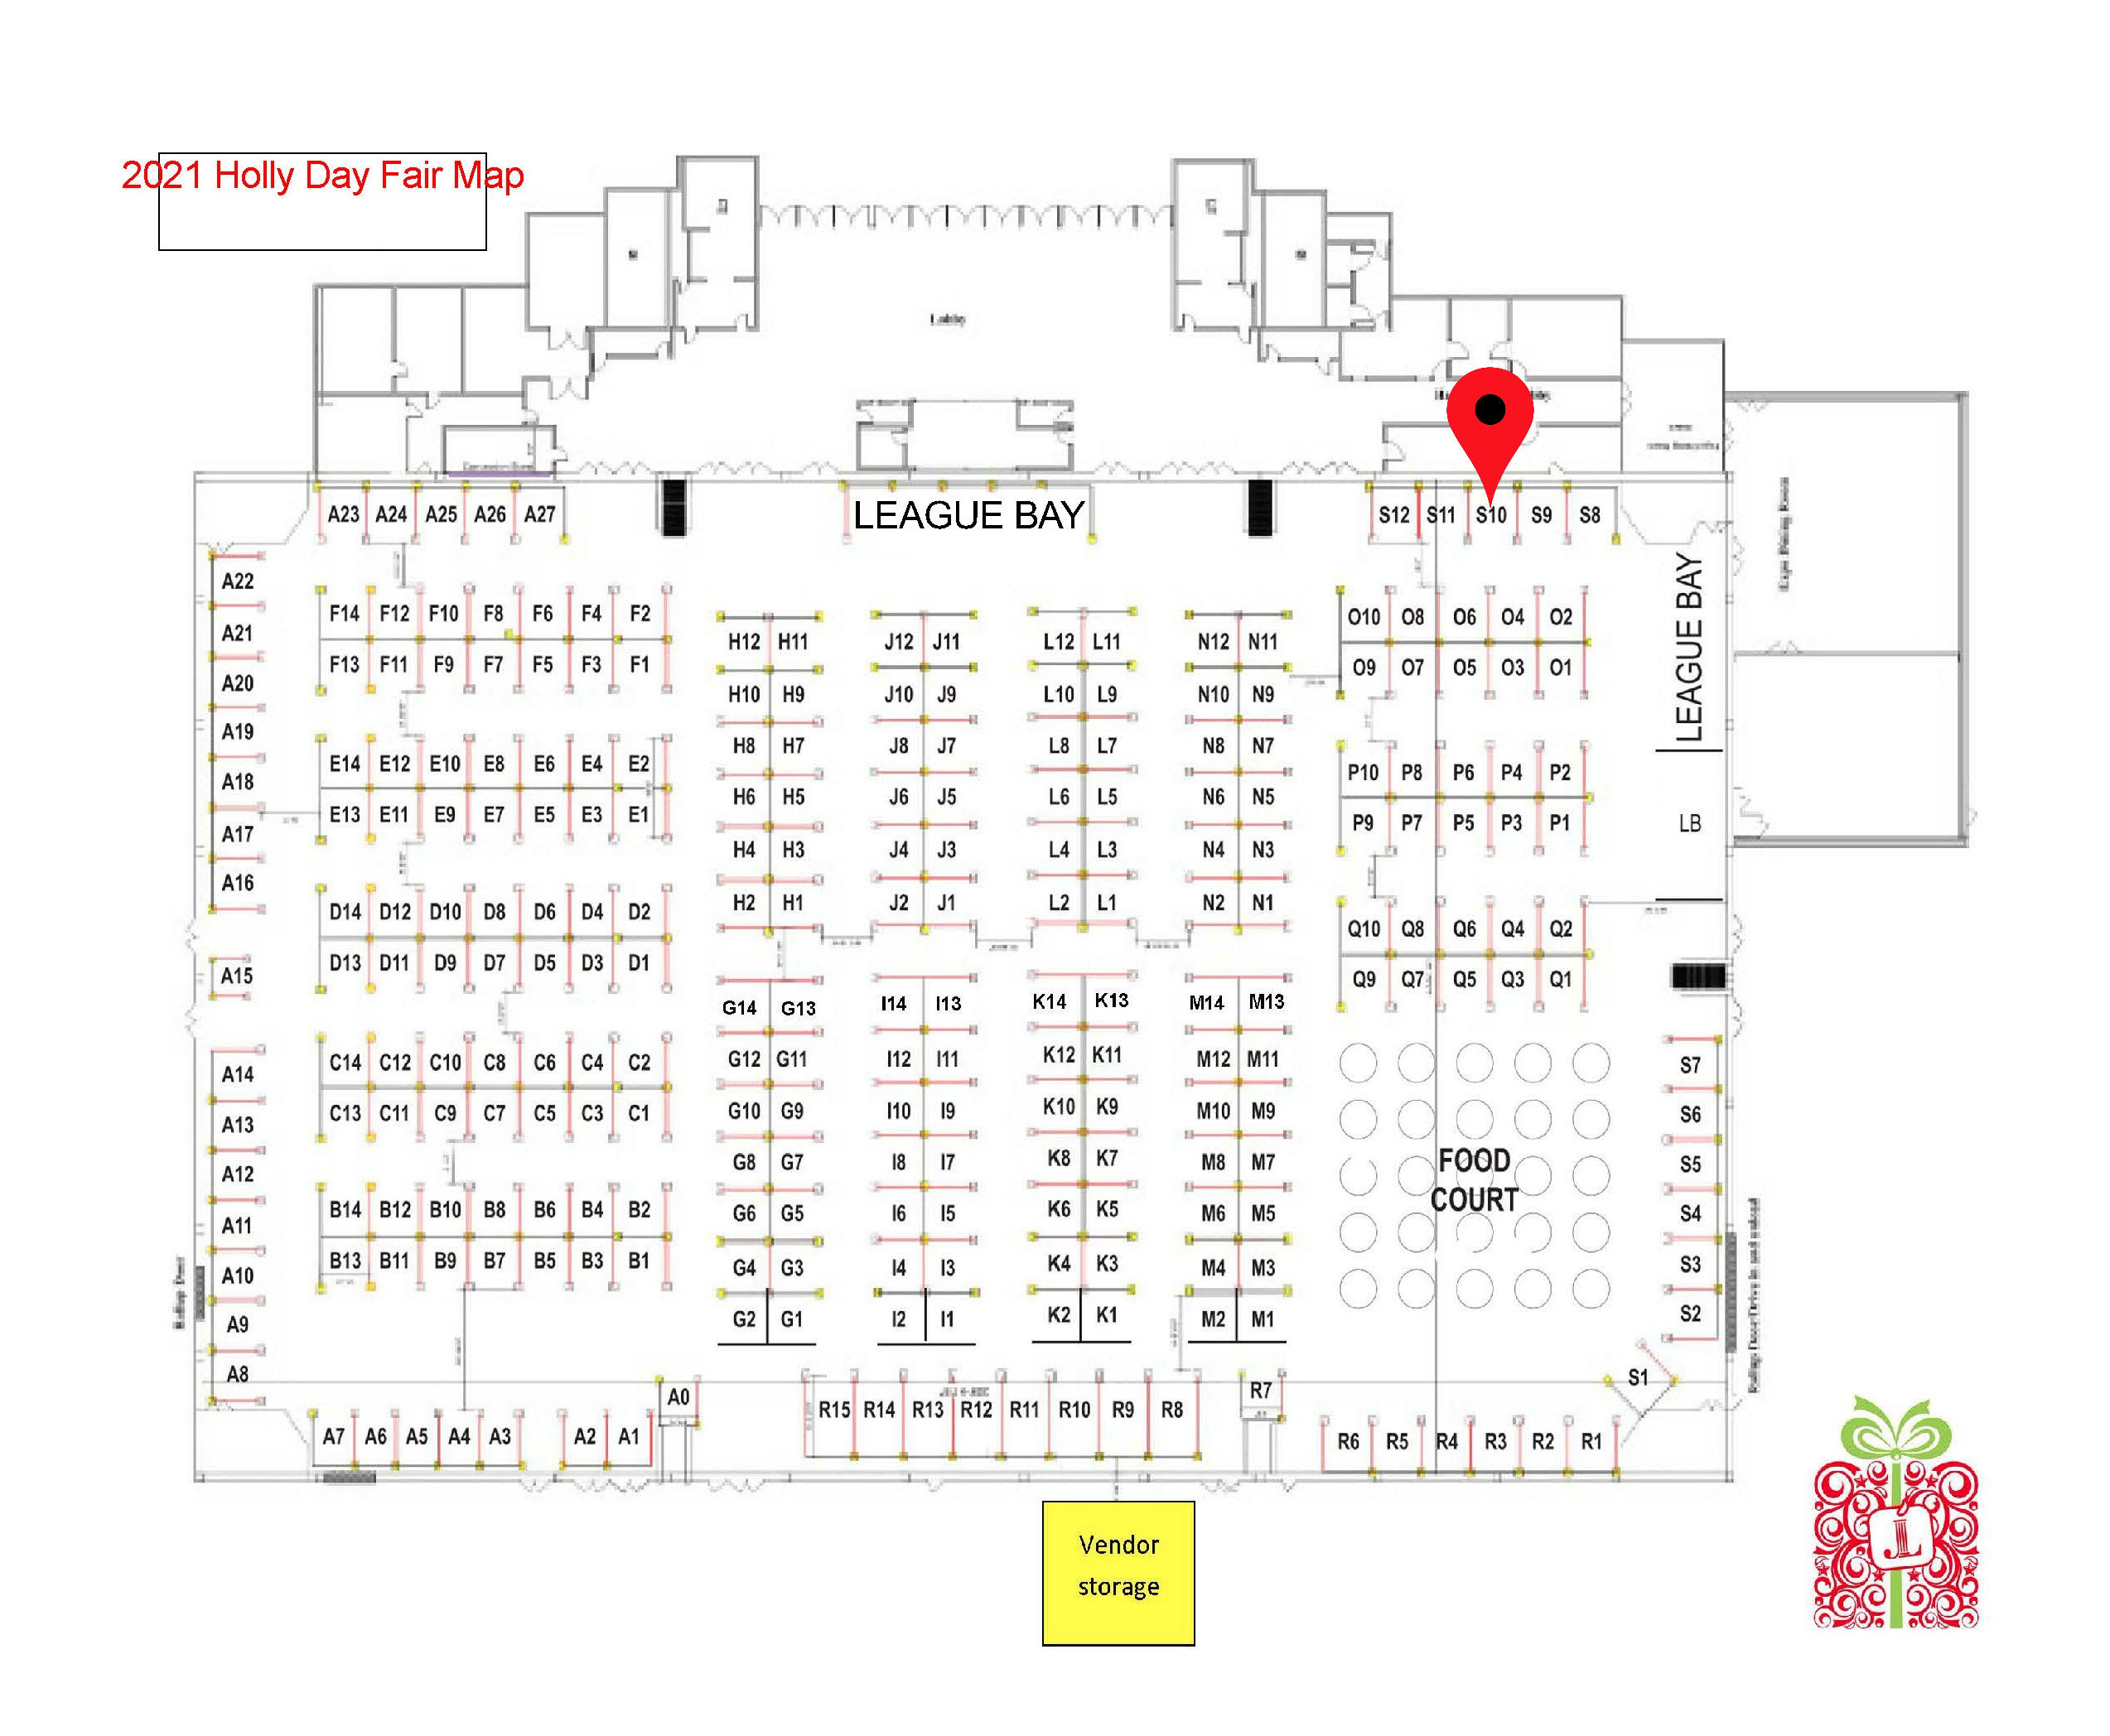 2021 Holly Day Fair Map
Lobby
LEAGUE BAY
A23 A24 A25 A26 A27
S12 S11 S10 S9 S8
A22
A21
A20
A19
A18
A17
A16
A15
A14
A13
A12
A11
A10
A9
A8
F14 F12 F10 F8 F6 F4 F2
F13 F11 F9 F7 F5 F3 F1
E14 E12 E10 E8 E6 E4 E2
E13 E11 E9 E7 E5 E3 E1
D14 D12 D10 D8 D6 D4 D2
D13 D11 D9 D7 D5 D3 D1
C14 C12 C10 C8 C6 C4 C2
C13 C11 C9 C7 C5 C3 C1
B14 B12 B10 B8 B6 B4 B2
B13 B11 B9 B7 B5 B3 B1
H12 H11
H10 H9
H8 H7
H6 H5
H4 H3
H2 H1
G14 G13
G12 G11
G10 G9
G8 G7
G6 G5
G4 G3
G2 G1
J12 J11
J10 J9
J8 J7
J6 J5
J4 J3
J2 J1
I14 I13
I12 I11
I10 I9
I8 I7
I6 I5
I4 I3
I2 I1
L12 L11
L10 L9
L8 L7
L6 L5
L4 L3
L2 L1
K14 K13
K12 K11
K10 K9
K8 K7
K6 K5
K4 K3
K2 K1
N12 N11
N10 N9
N8 N7
N6 N5
N4 N3
N2 N1
M14 M13
M12 M11
M10 M9
M8 M7
M6 M5
M4 M3
M2 M1
O10 O8 O6 O4 O2
O9 O7 O5 O3 O1
P10 P8 P6 P4 P2
P9 P7 P5 P3 P1
Q10 Q8 Q6 Q4 Q2
Q9 Q7 Q5 Q3 Q1
LEAGUE BAY
LB
FOOD
COURT
S7
S6
S5
S4
S3
S2
S1
A7 A6 A5 A4 A3 A2 A1
A0
R15 R14 R13 R12 R11 R10 R9 R8
R7
R6 R5 R4 R3 R2 R1
Vendor
storage
JL